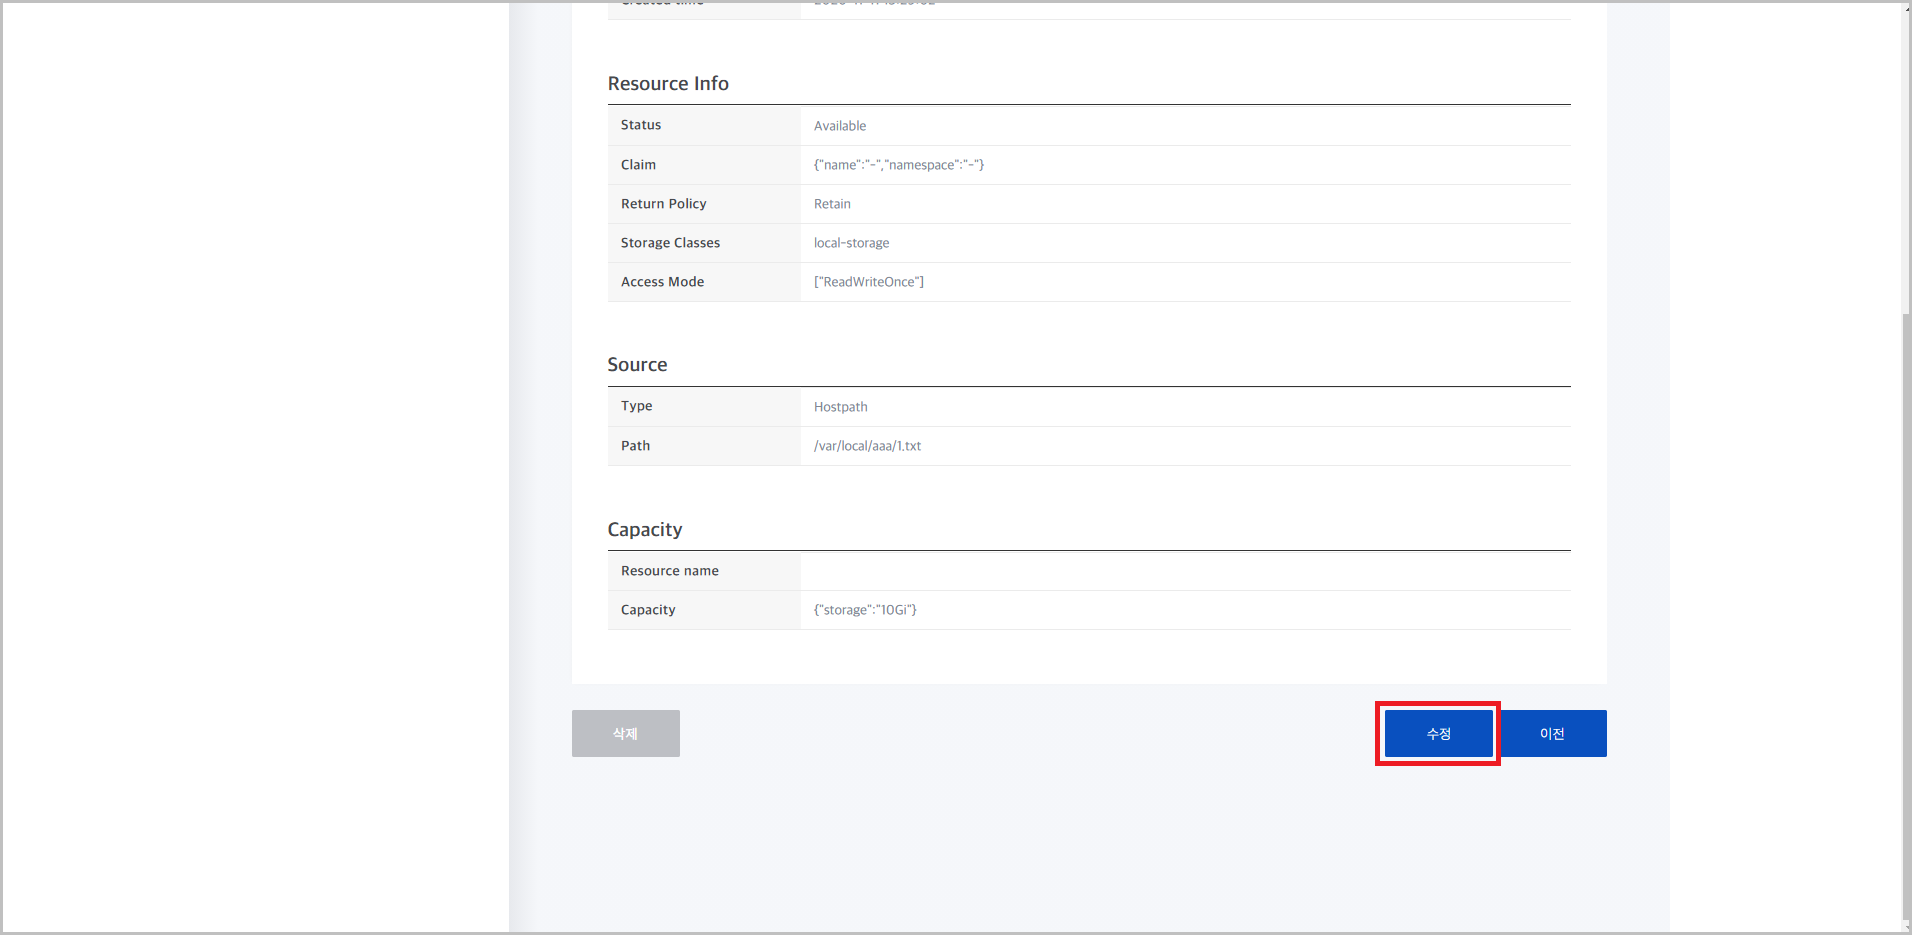 Created time
Resource Info
Status Available
Claim {"name":"-","namespace":"-"}
Return Policy Retain
Storage Classes local-storage
Access Mode ["ReadWriteOnce"]
Source
Type Hostpath
Path /var/local/aaa/1.txt
Capacity
Resource name
Capacity {"storage":"10Gi"}
삭제 수정 이전